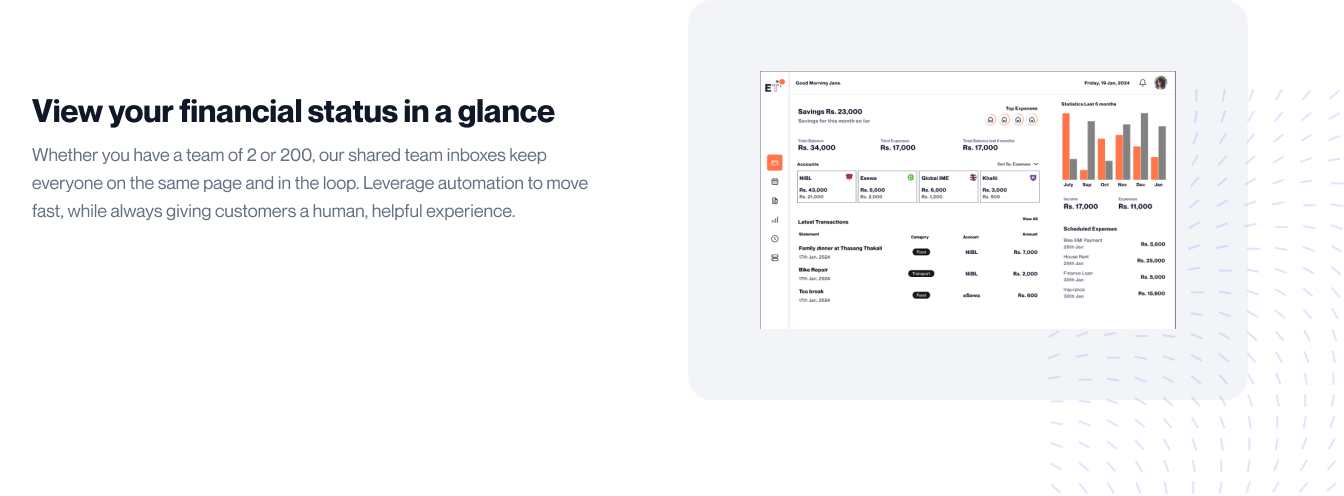 View your financial status in a glance
Whether you have a team of 2 or 200, our shared team inboxes keep
everyone on the same page and in the loop. Leverage automation to move
fast, while always giving customers a human, helpful experience.
ET
Good Morning Jane.
Friday, 19 Jan, 2024
Savings Rs. 23,000
Savings for this month so far
Top Expenses
Total Balance
Rs. 34,000
Total Expenses
Rs. 17,000
Total Balance last 6 months
Rs. 17,000
Accounts
Sort By: Expenses
NIBL
Rs. 43,000
Rs. 21,000
Esewa
Rs. 8,000
Rs. 2,000
Global IME
Rs. 6,000
Rs. 1,200
Khalti
Rs. 3,000
Rs. 500
Latest Transactions
View All
Statement Category Account Amount
Family dinner at Thasang Thakali
17th Jan, 2024
Food NIBL Rs. 7,000
Bike Repair
17th Jan, 2024
Transport NIBL Rs. 2,000
Tea break
17th Jan, 2024
Food eSewa Rs. 600
Statistics Last 6 months
July Sep Oct Nov Dec Jan
Income
Rs. 17,000
Expenses
Rs. 11,000
Scheduled Expenses
Bike EMI Payment
28th Jan
Rs. 5,600
House Rent
29th Jan
Rs. 25,000
Finance Loan
30th Jan
Rs. 5,000
Insurance
30th Jan
Rs. 15,600